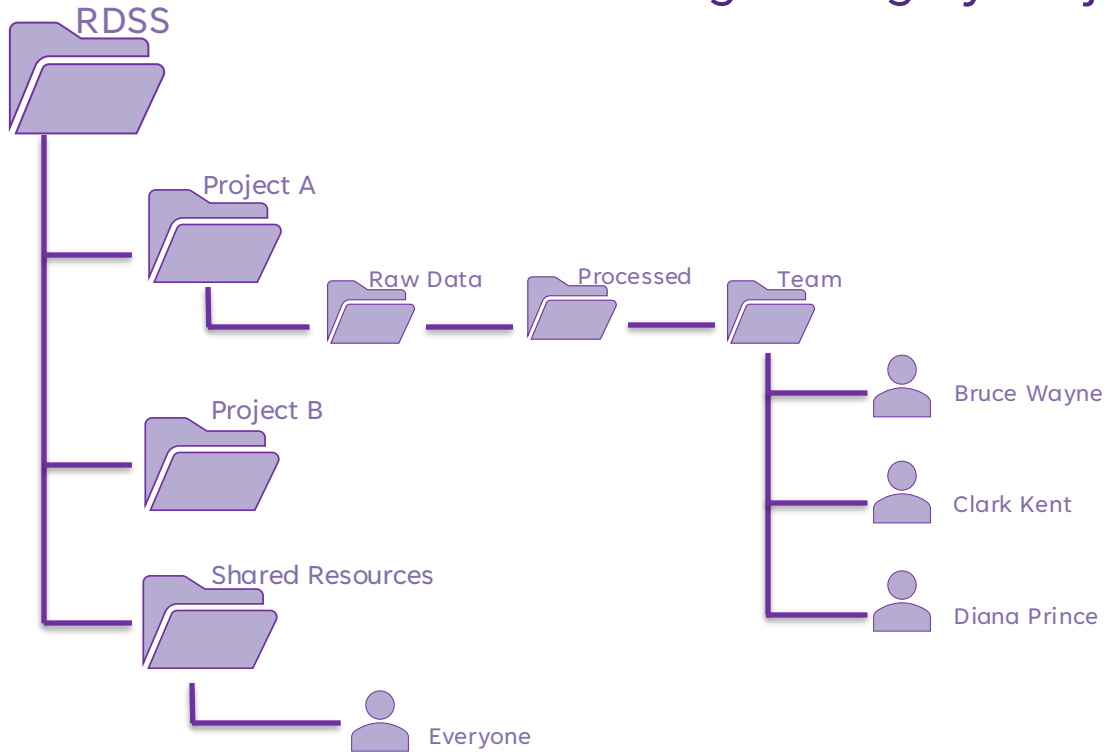 RDSS
Project A
Raw Data
Processed
Team
Bruce Wayne
Project B
Clark Kent
Shared Resources
Diana Prince
Everyone